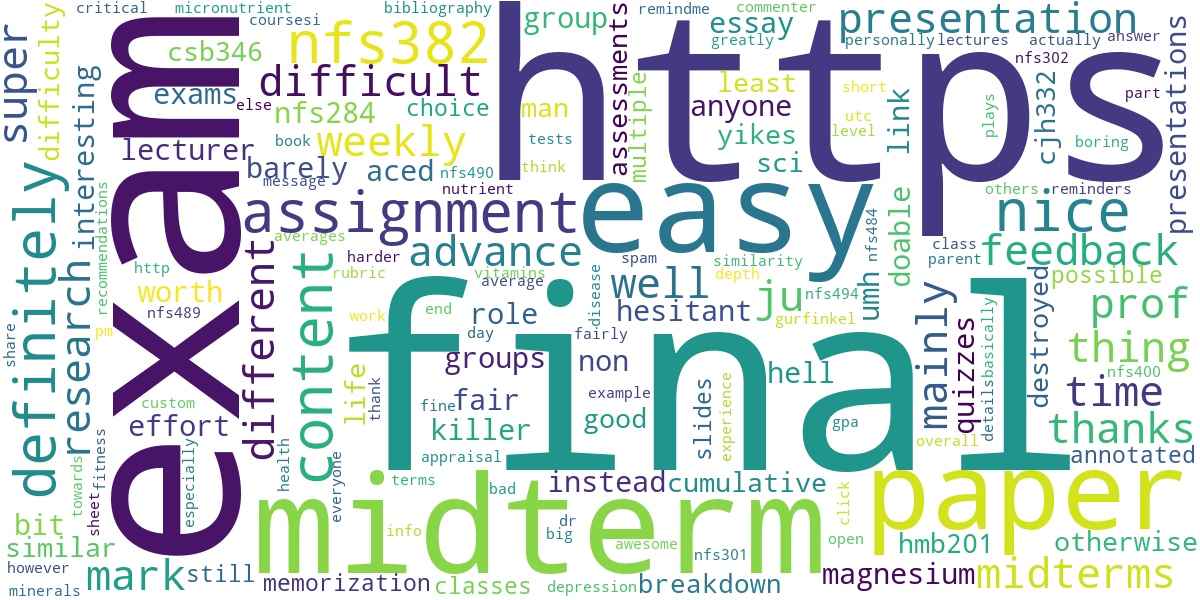 critical
micronutrient
coursesi
bibliography
https
group
remindme
commenter
super
difficulty
exam
csb346
nfs382
assessments
essay
greatly
presentation
personally
lectures
actually
answer
presentations
nfs302
exams
else
difficult
nfs284
choice
man
multiple
least
anyone
short
utc
level
link
plays
cjh332
part
boring
interesting
lecturer
book
weekly
tests
yikes
sci
barely
message
aced
nfs490
think
nutrient
definitely
research
recommendations
assignment
easy
others
reminders
nice
doable
nfs484
different
averages
content
harder
advance
spam
similarity
class
parent
feedback
http
worth
nfs489
rubric
vitamins
average
disease
well
depth
umh
possible
destroyed
ju
nfs494
gurfinkel
hesitant
prof
pm
share
work
end
role
day
fairly
final
mainly
quizzes
detailsbasically
thing
groups
non
hell
nfs400
life
thank
custom
effort
fine
fair
example
good
slides
experience
gpa
time
killer
overall
thanks
fitness
especially
health
everyone
appraisal
annotated
towards
sheet
terms
bad
instead
cumulative
click
paper
bit
midterm
info
dr
big
awesome
open
hmb201
otherwise
similar
however
minerals
mark
still
memorization
classes
depression
nfs301
breakdown
magnesium
midterms